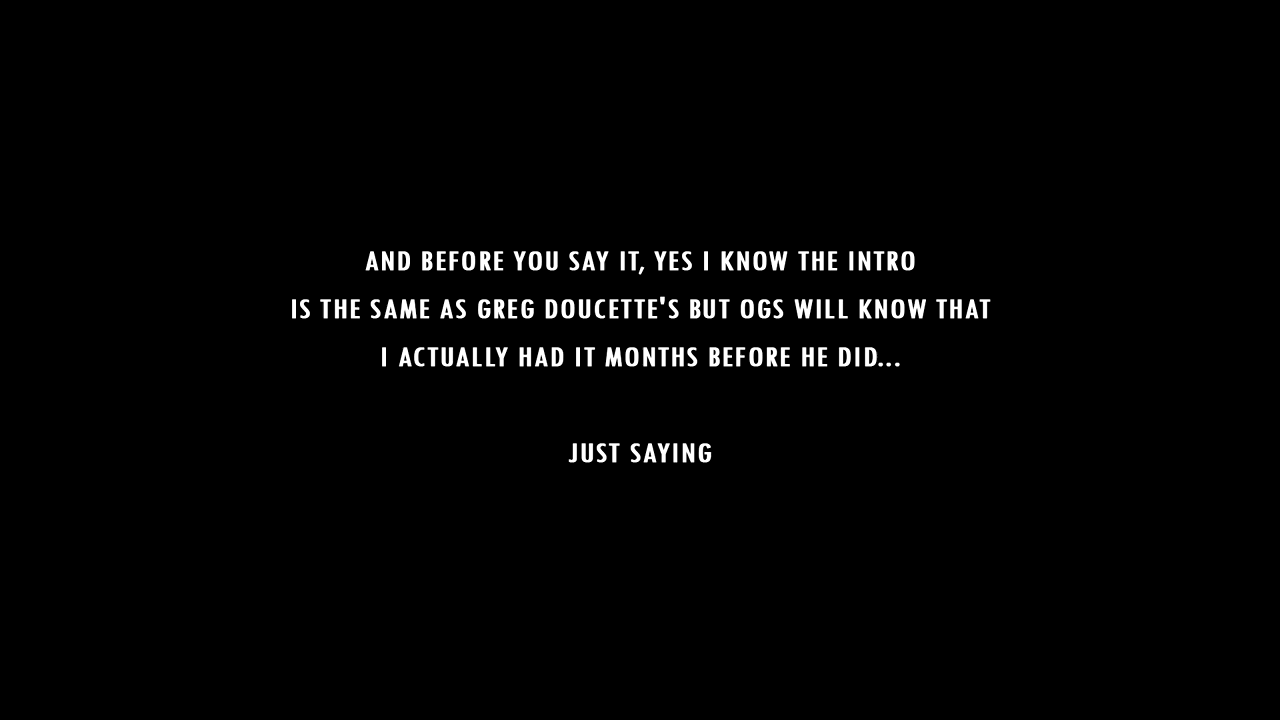 AND BEFORE YOU SAY IT, YES I KNOW THE INTRO
IS THE SAME AS GREG DOUCETTE'S BUT OGS WILL KNOW THAT
I ACTUALLY HAD IT MONTHS BEFORE HE DID...
JUST SAYING